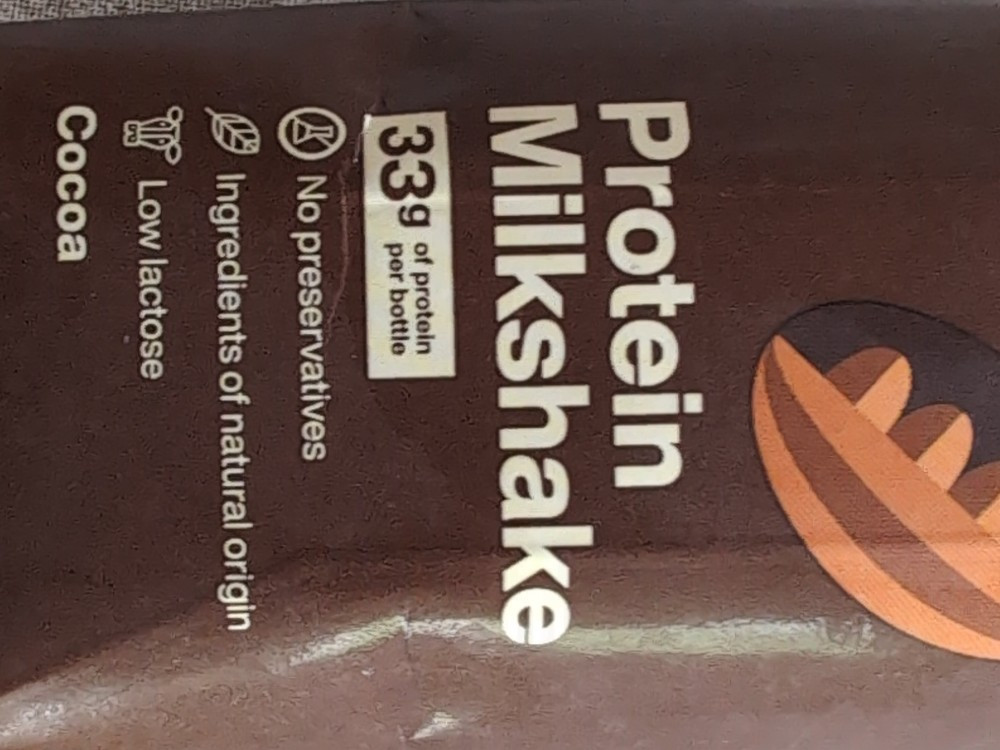 Protein
Milkshake
33g of protein
per bottle
No preservatives
Ingredients of natural origin
Low lactose
Cocoa